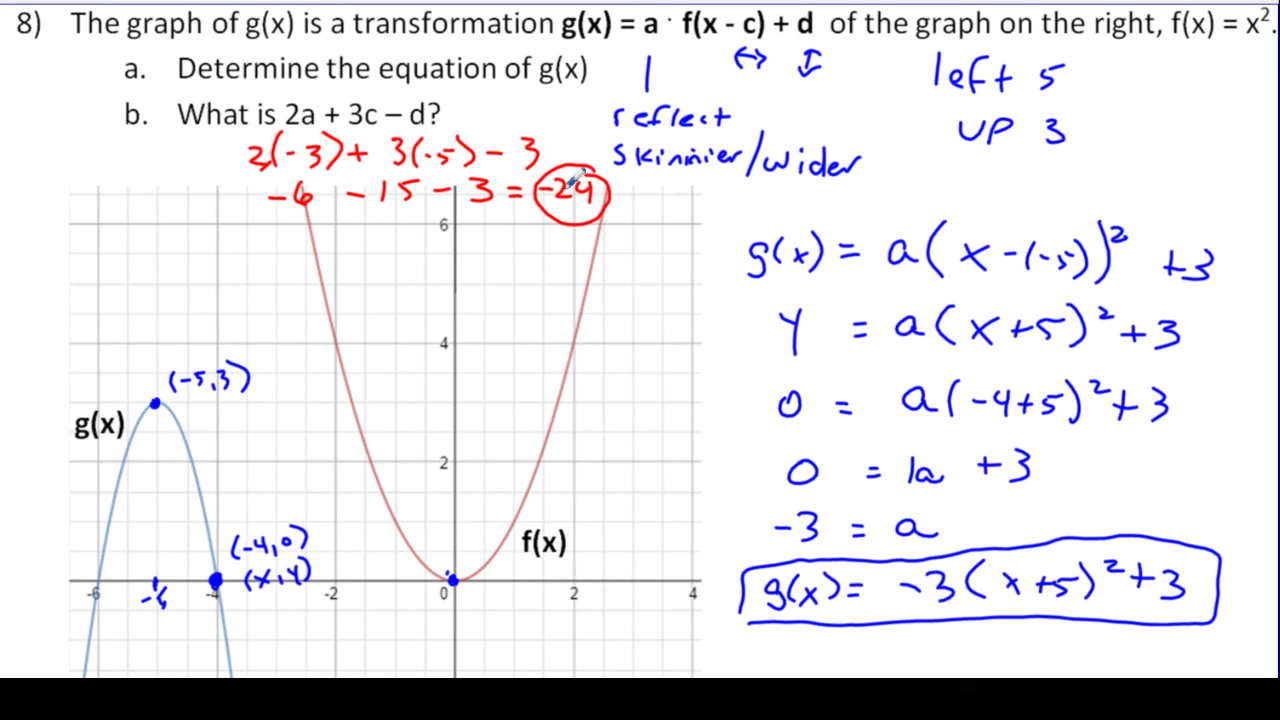 8) The graph of g(x) is a transformation g(x) = a · f(x - c) + d of the graph on the right, f(x) = x².
a. Determine the equation of g(x)
b. What is 2a + 3c – d?
left 5
UP 3
reflect
skinnier/wider
2(-3) + 3(-5) - 3
-6 -15 - 3 = -24
g(x) = a(x-(-5))² +3
y = a(x+5)² +3
0 = a(-4+5)² +3
0 = 1a +3
-3 = a
g(x) = -3(x+5)² +3
6
4
2
(-5,3)
g(x)
f(x)
(-4,0)
(x,y)
-6 -4 -2 0 2 4